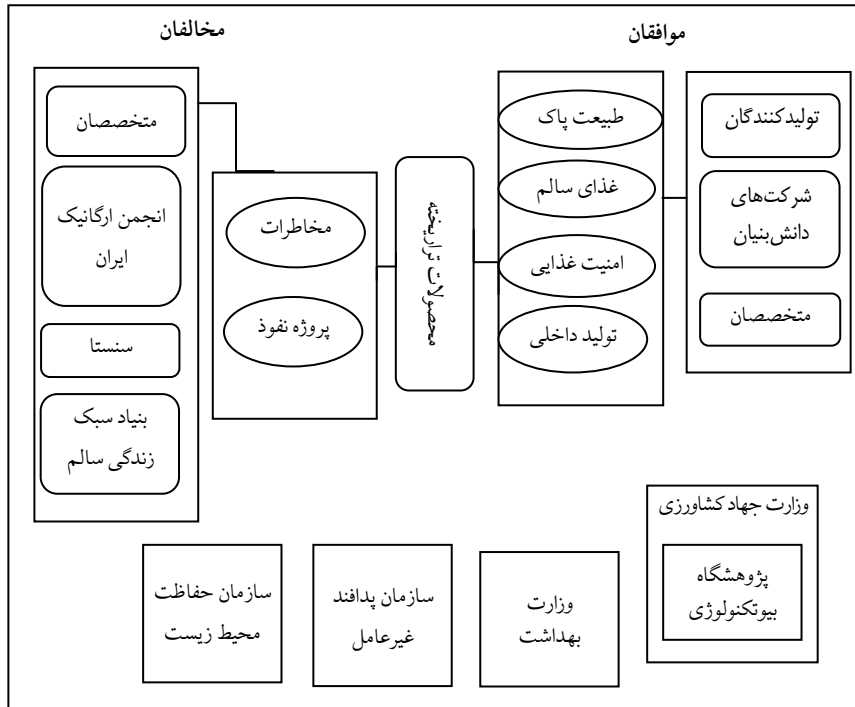 موافقان
مخالفان
تولیدکنندگان
شرکت‌های
دانش‌بنیان
متخصصان
طبیعت پاک
غذای سالم
امنیت غذایی
تولید داخلی
محصولات تراریخته
مخاطرات
پروژه نفوذ
متخصصان
انجمن ارگانیک
ایران
سنستا
بنیاد سبک
زندگی سالم
وزارت جهاد کشاورزی
پژوهشگاه
بیوتکنولوژی
وزارت
بهداشت
سازمان پدافند
غیرعامل
سازمان حفاظت
محیط زیست